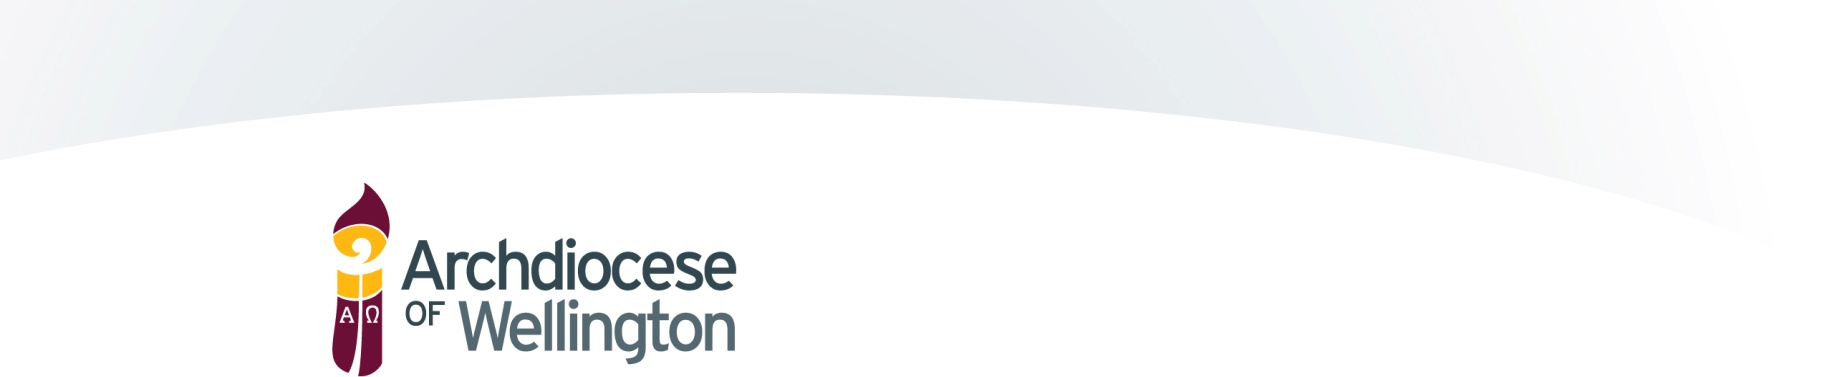 Archdiocese
OF Wellington
Α Ω